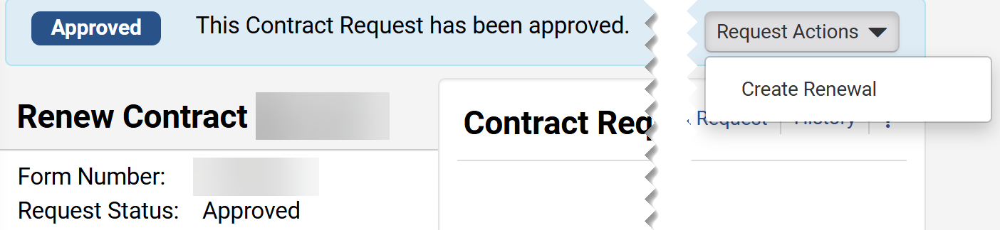 Approved This Contract Request has been approved.
Request Actions
Create Renewal
Renew Contract
Contract Req
Request History
Form Number:
Request Status: Approved